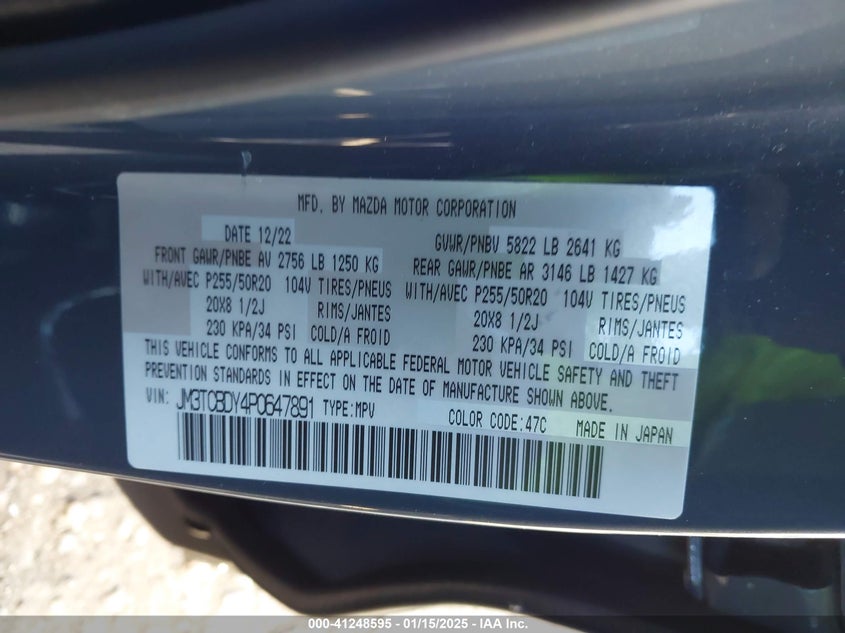 MFD. BY MAZDA MOTOR CORPORATION
DATE 12/22 GVWR/PNBV 5822 LB 2641 KG
FRONT GAWR/PNBE AV 2756 LB 1250 KG REAR GAWR/PNBE AR 3146 LB 1427 KG
WITH/AVEC P255/50R20 104V TIRES/PNEUS WITH/AVEC P255/50R20 104V TIRES/PNEUS
20X8 1/2J RIMS/JANTES 20X8 1/2J RIMS/JANTES
230 KPA/34 PSI COLD/A FROID 230 KPA/34 PSI COLD/A FROID
THIS VEHICLE CONFORMS TO ALL APPLICABLE FEDERAL MOTOR VEHICLE SAFETY AND THEFT
PREVENTION STANDARDS IN EFFECT ON THE DATE OF MANUFACTURE SHOWN ABOVE.
VIN: JM3TCBDY4P0647891 TYPE:MPV COLOR CODE:47C MADE IN JAPAN
000-41248595 - 01/15/2025 - IAA Inc.